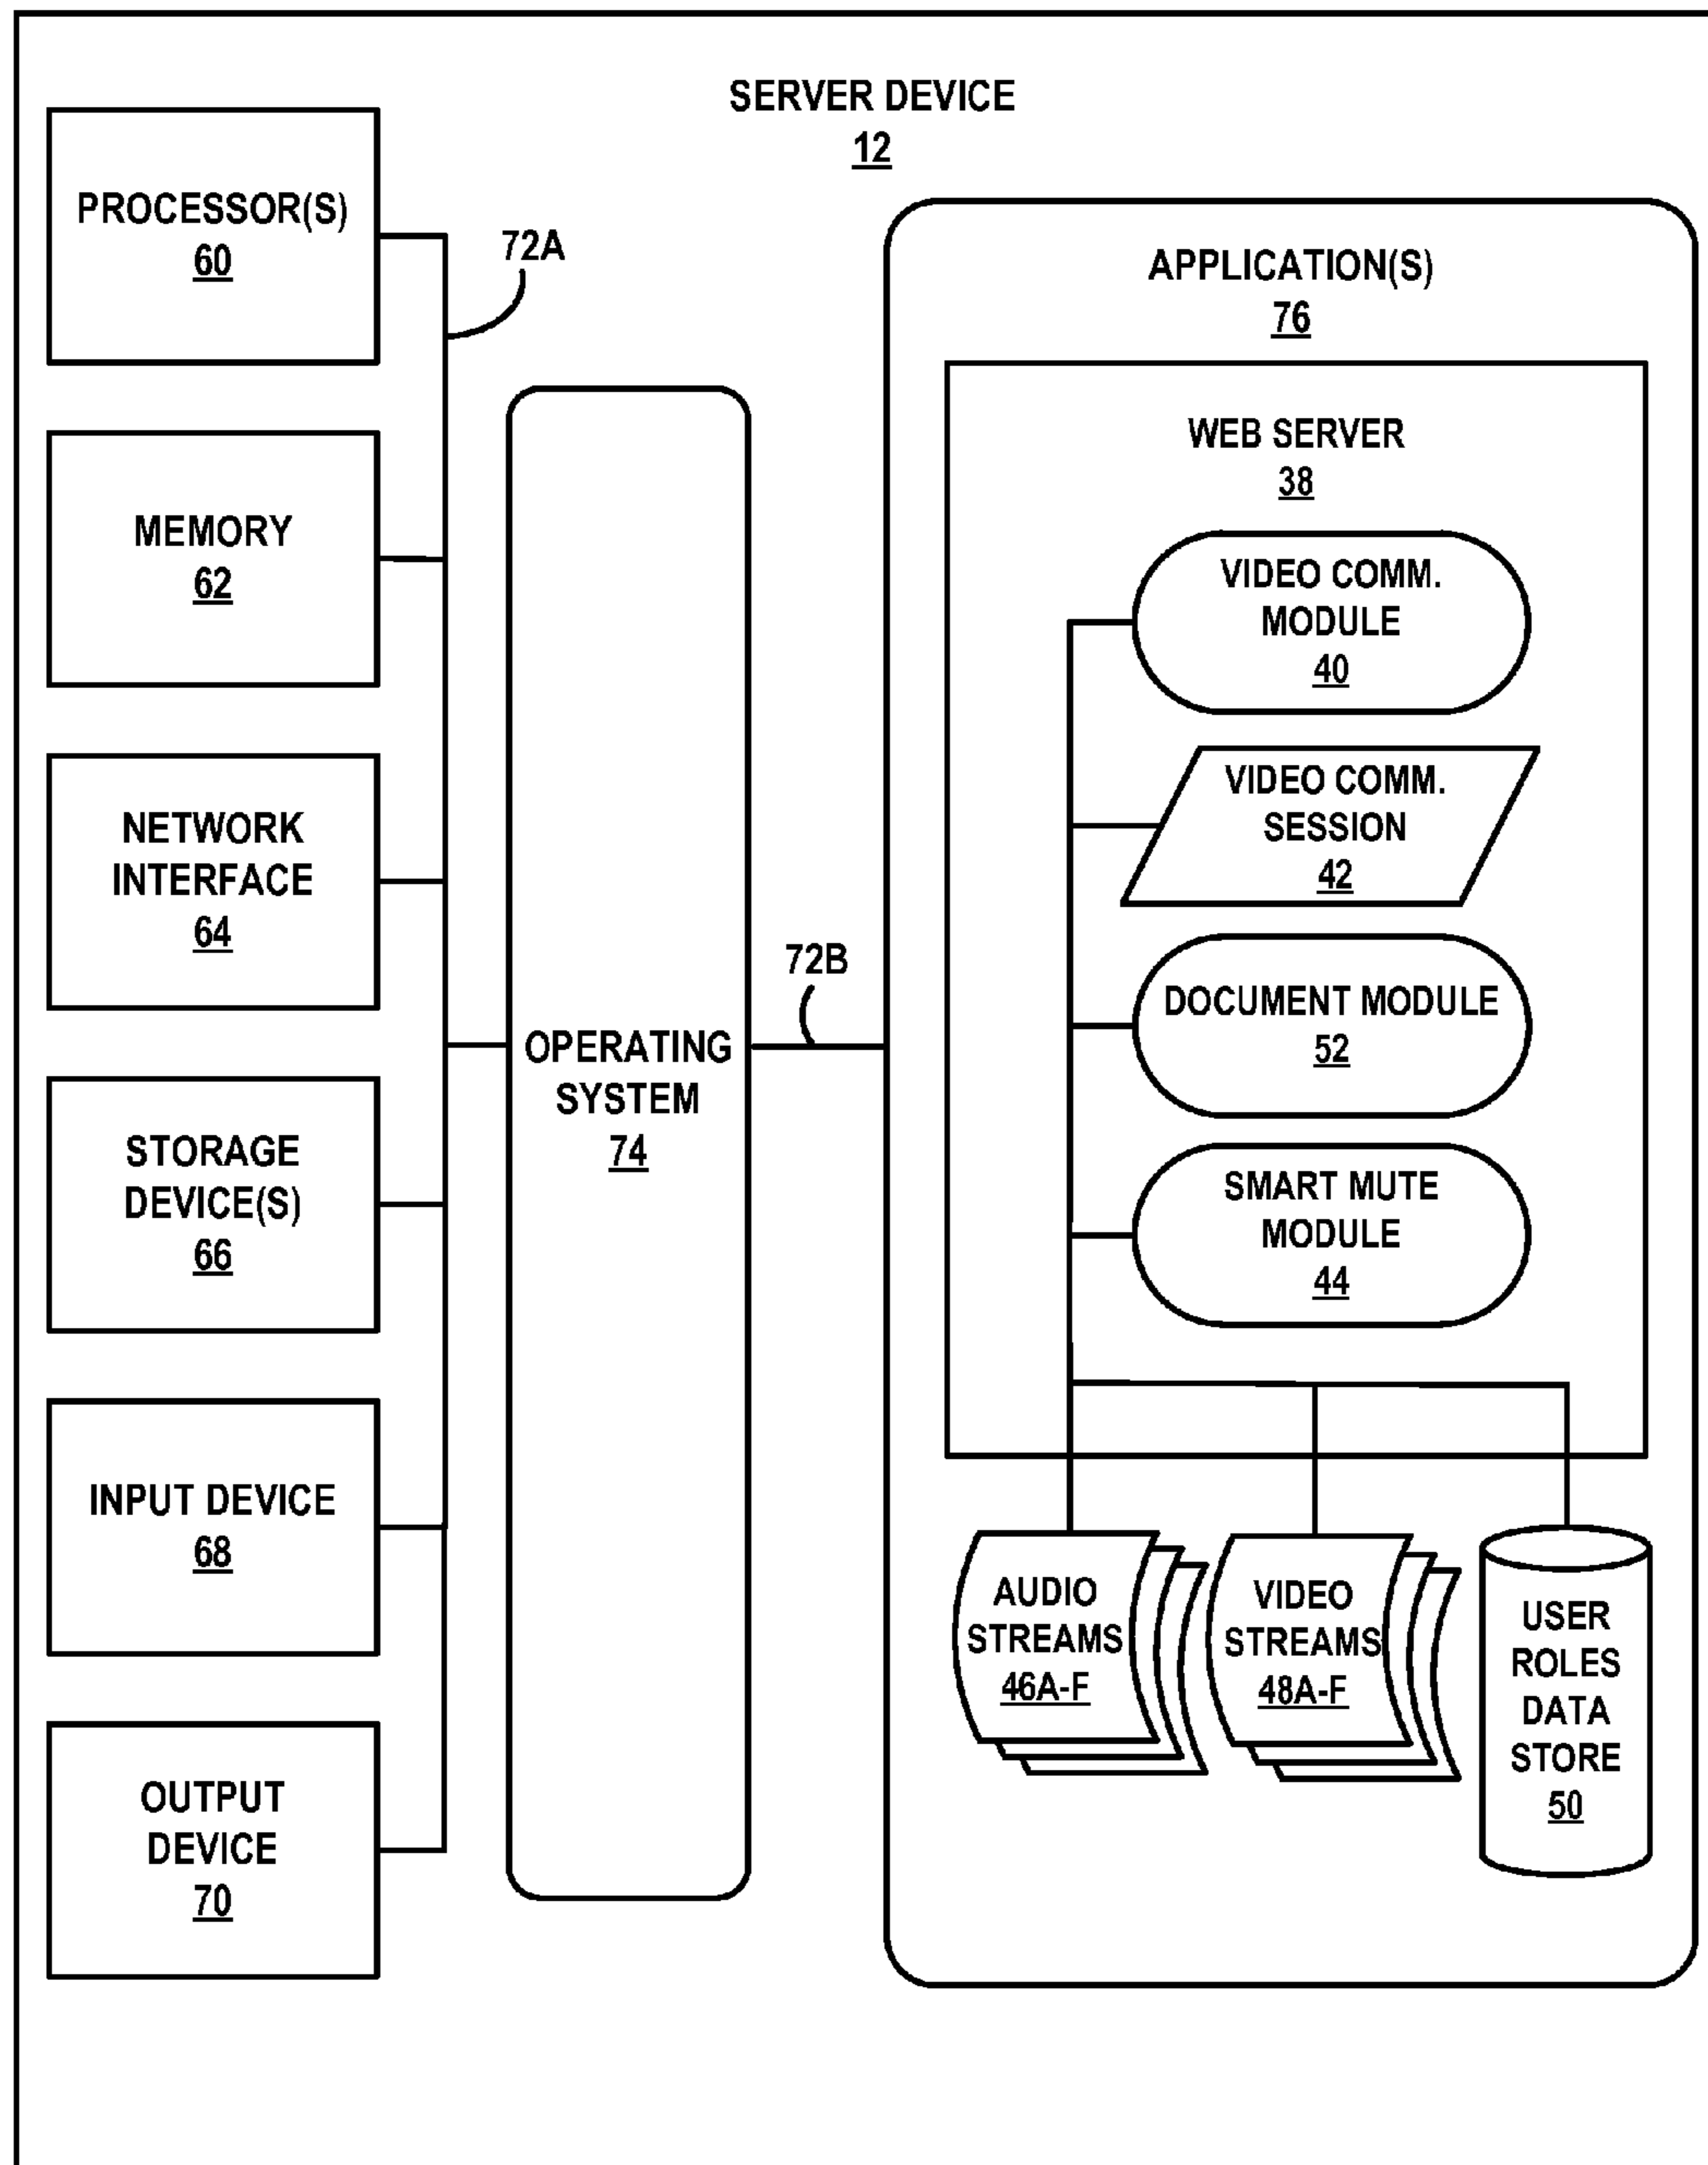 SERVER DEVICE
12
PROCESSOR(S)
60
72A
MEMORY
62
NETWORK
INTERFACE
64
STORAGE
DEVICE(S)
66
INPUT DEVICE
68
OUTPUT
DEVICE
70
OPERATING
SYSTEM
74
72B
APPLICATION(S)
76
WEB SERVER
38
VIDEO COMM.
MODULE
40
VIDEO COMM.
SESSION
42
DOCUMENT MODULE
52
SMART MUTE
MODULE
44
AUDIO
STREAMS
46A-F
VIDEO
STREAMS
48A-F
USER
ROLES
DATA
STORE
50